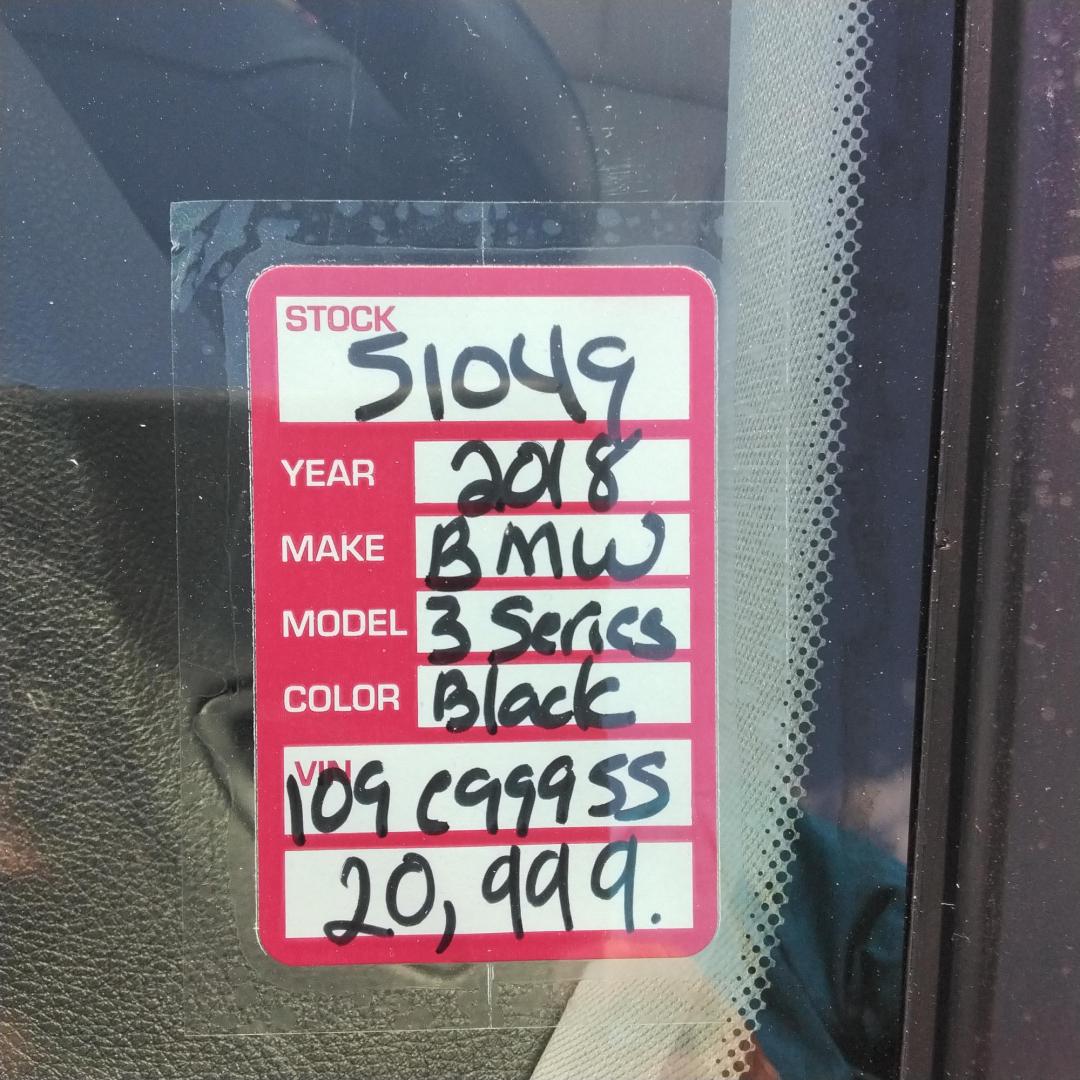 STOCK
51049
YEAR 2018
MAKE BMW
MODEL 3 Series
COLOR Black
VIN
109C99955
20,999.